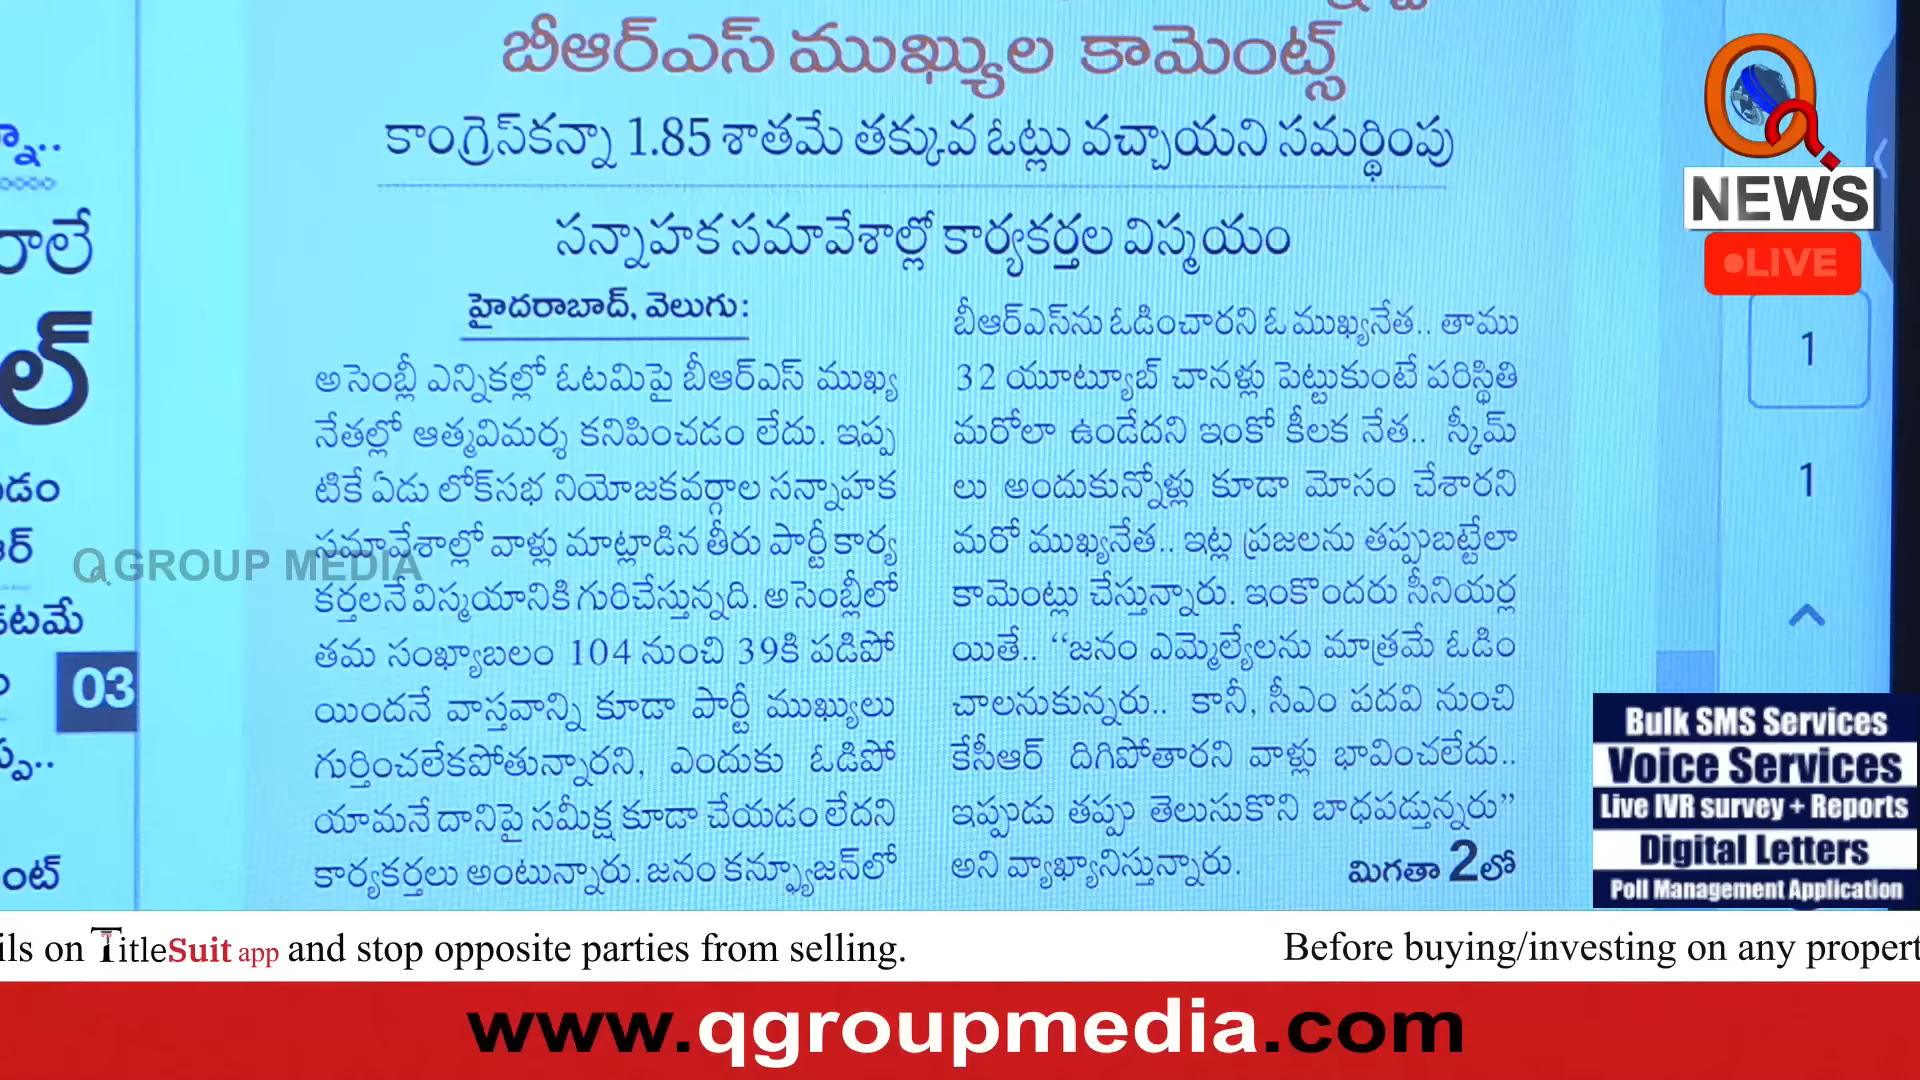 బీఆర్ఎస్ ముఖ్యుల కామెంట్స్
కాంగ్రెస్‌కన్నా 1.85 శాతమే తక్కువ ఓట్లు వచ్చాయని సమర్థింపు
సన్నాహక సమావేశాల్లో కార్యకర్తల విస్మయం
హైదరాబాద్, వెలుగు:
అసెంబ్లీ ఎన్నికల్లో ఓటమిపై బీఆర్ఎస్ ముఖ్య
నేతల్లో ఆత్మవిమర్శ కనిపించడం లేదు. ఇప్ప
టికే ఏడు లోక్‌సభ నియోజకవర్గాల సన్నాహక
సమావేశాల్లో వాళ్లు మాట్లాడిన తీరు పార్టీ కార్య
కర్తలనే విస్మయానికి గురిచేస్తున్నది. అసెంబ్లీలో
తమ సంఖ్యాబలం 104 నుంచి 39కి పడిపో
యిందనే వాస్తవాన్ని కూడా పార్టీ ముఖ్యులు
గుర్తించలేకపోతున్నారని, ఎందుకు ఓడిపో
యామనే దానిపై సమీక్ష కూడా చేయడం లేదని
కార్యకర్తలు అంటున్నారు. జనం కన్ఫ్యూజన్‌లో
బీఆర్ఎస్‌ను ఓడించారని ఓ ముఖ్యనేత.. తాము
32 యూట్యూబ్ చానళ్లు పెట్టుకుంటే పరిస్థితి
మరోలా ఉండేదని ఇంకో కీలక నేత.. స్కీమ్
లు అందుకున్నోళ్లు కూడా మోసం చేశారని
మరో ముఖ్యనేత.. ఇట్ల ప్రజలను తప్పుబట్టేలా
కామెంట్లు చేస్తున్నారు. ఇంకొందరు సీనియర్ల
యితే.. “జనం ఎమ్మెల్యేలను మాత్రమే ఓడిం
చాలనుకున్నరు.. కానీ, సీఎం పదవి నుంచి
కేసీఆర్ దిగిపోతారని వాళ్లు భావించలేదు..
ఇప్పుడు తప్పు తెలుసుకొని బాధపడ్తున్నరు”
అని వ్యాఖ్యానిస్తున్నారు.
మిగతా 2లో
03
Q GROUP MEDIA
NEWS
LIVE
1
1
Bulk SMS Services
Voice Services
Live IVR survey + Reports
Digital Letters
Poll Management Application
ils on TitleSuit app and stop opposite parties from selling.
Before buying/investing on any propert
www.qgroupmedia.com